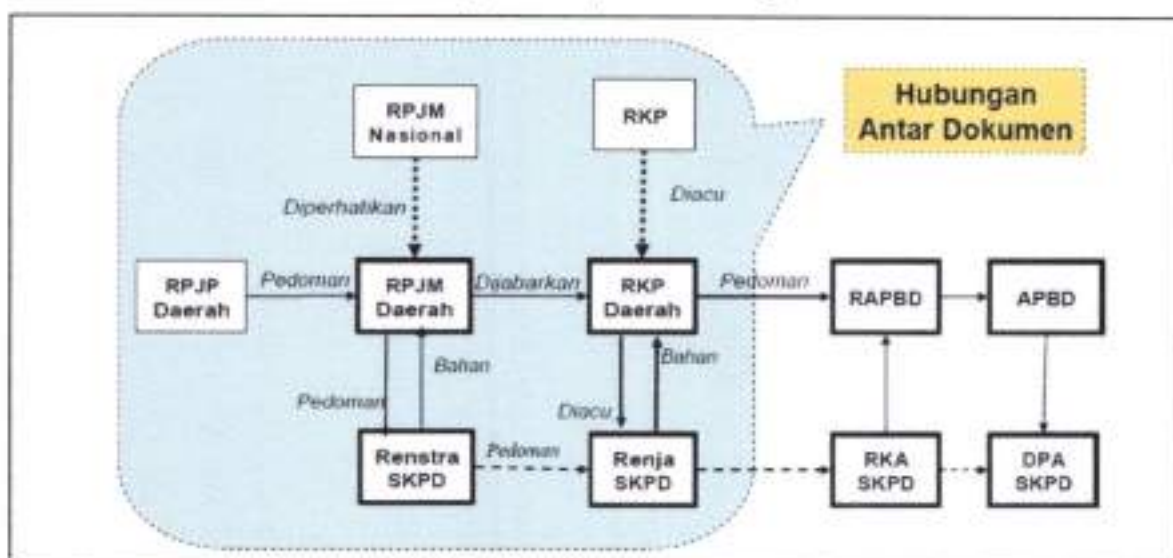 Hubungan
Antar Dokumen
RPJM
Nasional
RKP
Diperhatikan
Diacu
RPJP
Daerah
Pedoman
RPJM
Daerah
Dijabarkan
RKP
Daerah
Pedoman
RAPBD
APBD
Pedoman
Bahan
Diacu
Bahan
Renstra
SKPD
Pedoman
Renja
SKPD
RKA
SKPD
DPA
SKPD